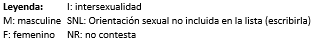 Leyenda: I: intersexualidad
M: masculine SNL: Orientación sexual no incluida en la lista (escribirla)
F: femenino NR: no contesta